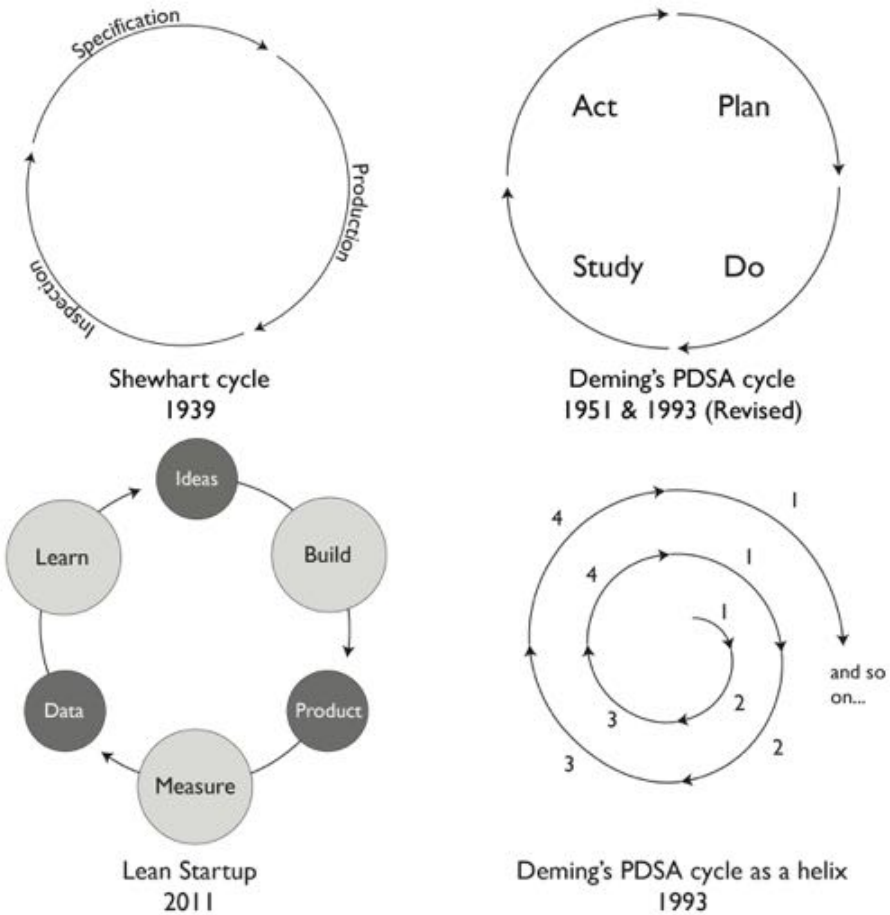 Specification
Production
Inspection
Shewhart cycle
1939
Act
Plan
Study
Do
Deming's PDSA cycle
1951 & 1993 (Revised)
Ideas
Build
Product
Measure
Data
Learn
Lean Startup
2011
1
2
3
4
1
2
3
4
1
and so
on...
Deming's PDSA cycle as a helix
1993